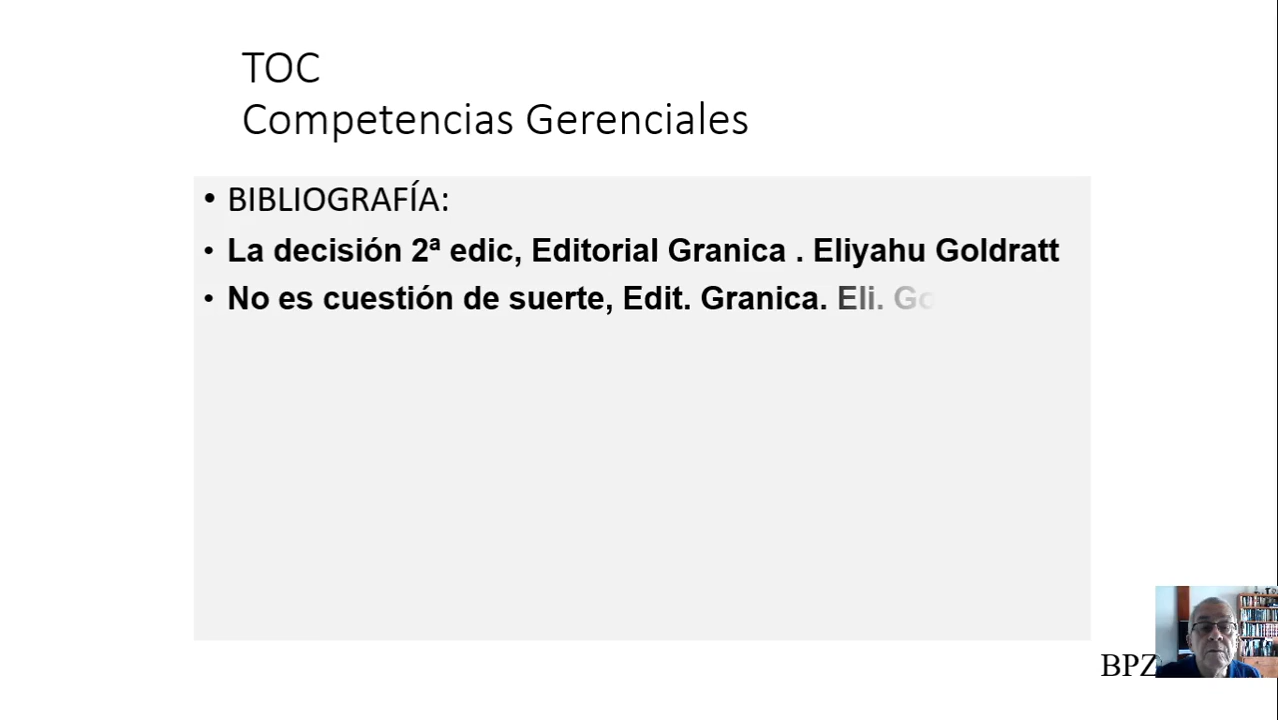 TOC
Competencias Gerenciales
• BIBLIOGRAFÍA:
• La decisión 2ª edic, Editorial Granica . Eliyahu Goldratt
• No es cuestión de suerte, Edit. Granica. Eli.
BPZ